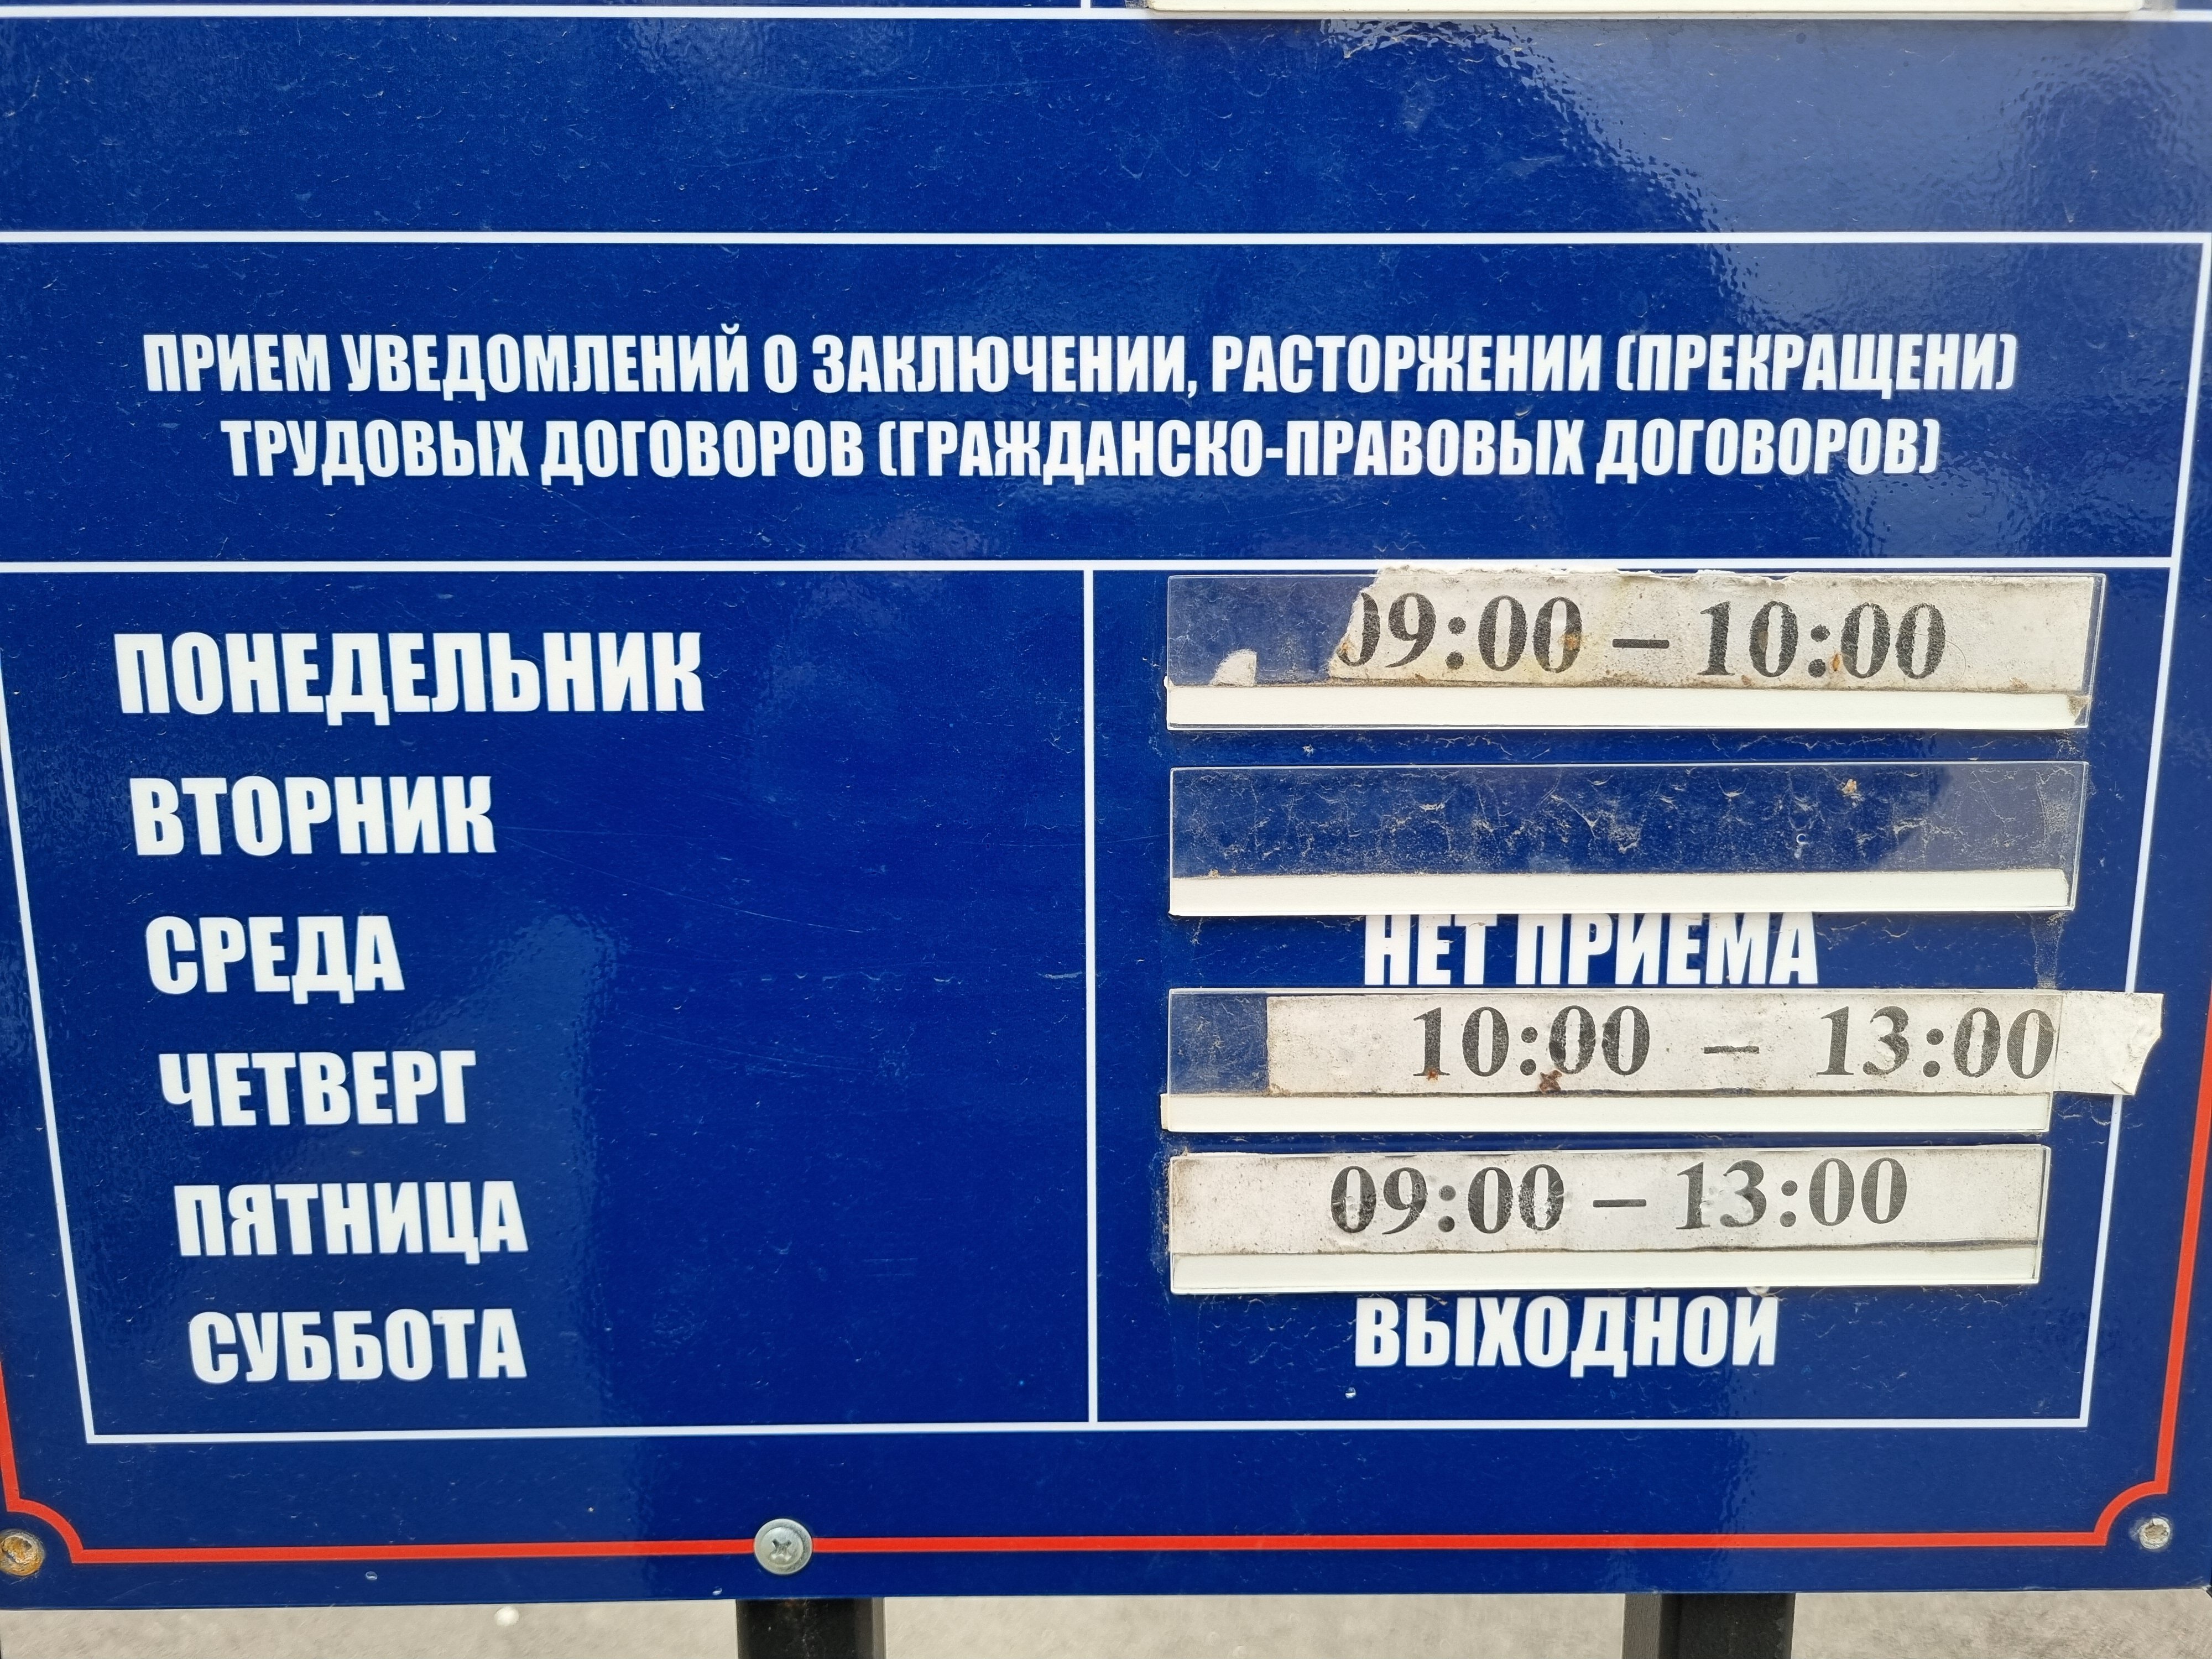 ПРИЕМ УВЕДОМЛЕНИЙ О ЗАКЛЮЧЕНИИ, РАСТОРЖЕНИИ (ПРЕКРАЩЕНИ)
ТРУДОВЫХ ДОГОВОРОВ (ГРАЖДАНСКО-ПРАВОВЫХ ДОГОВОРОВ)
ПОНЕДЕЛЬНИК 09:00 – 10:00
ВТОРНИК
СРЕДА НЕТ ПРИЕМА
ЧЕТВЕРГ 10:00 – 13:00
ПЯТНИЦА 09:00 – 13:00
СУББОТА ВЫХОДНОЙ